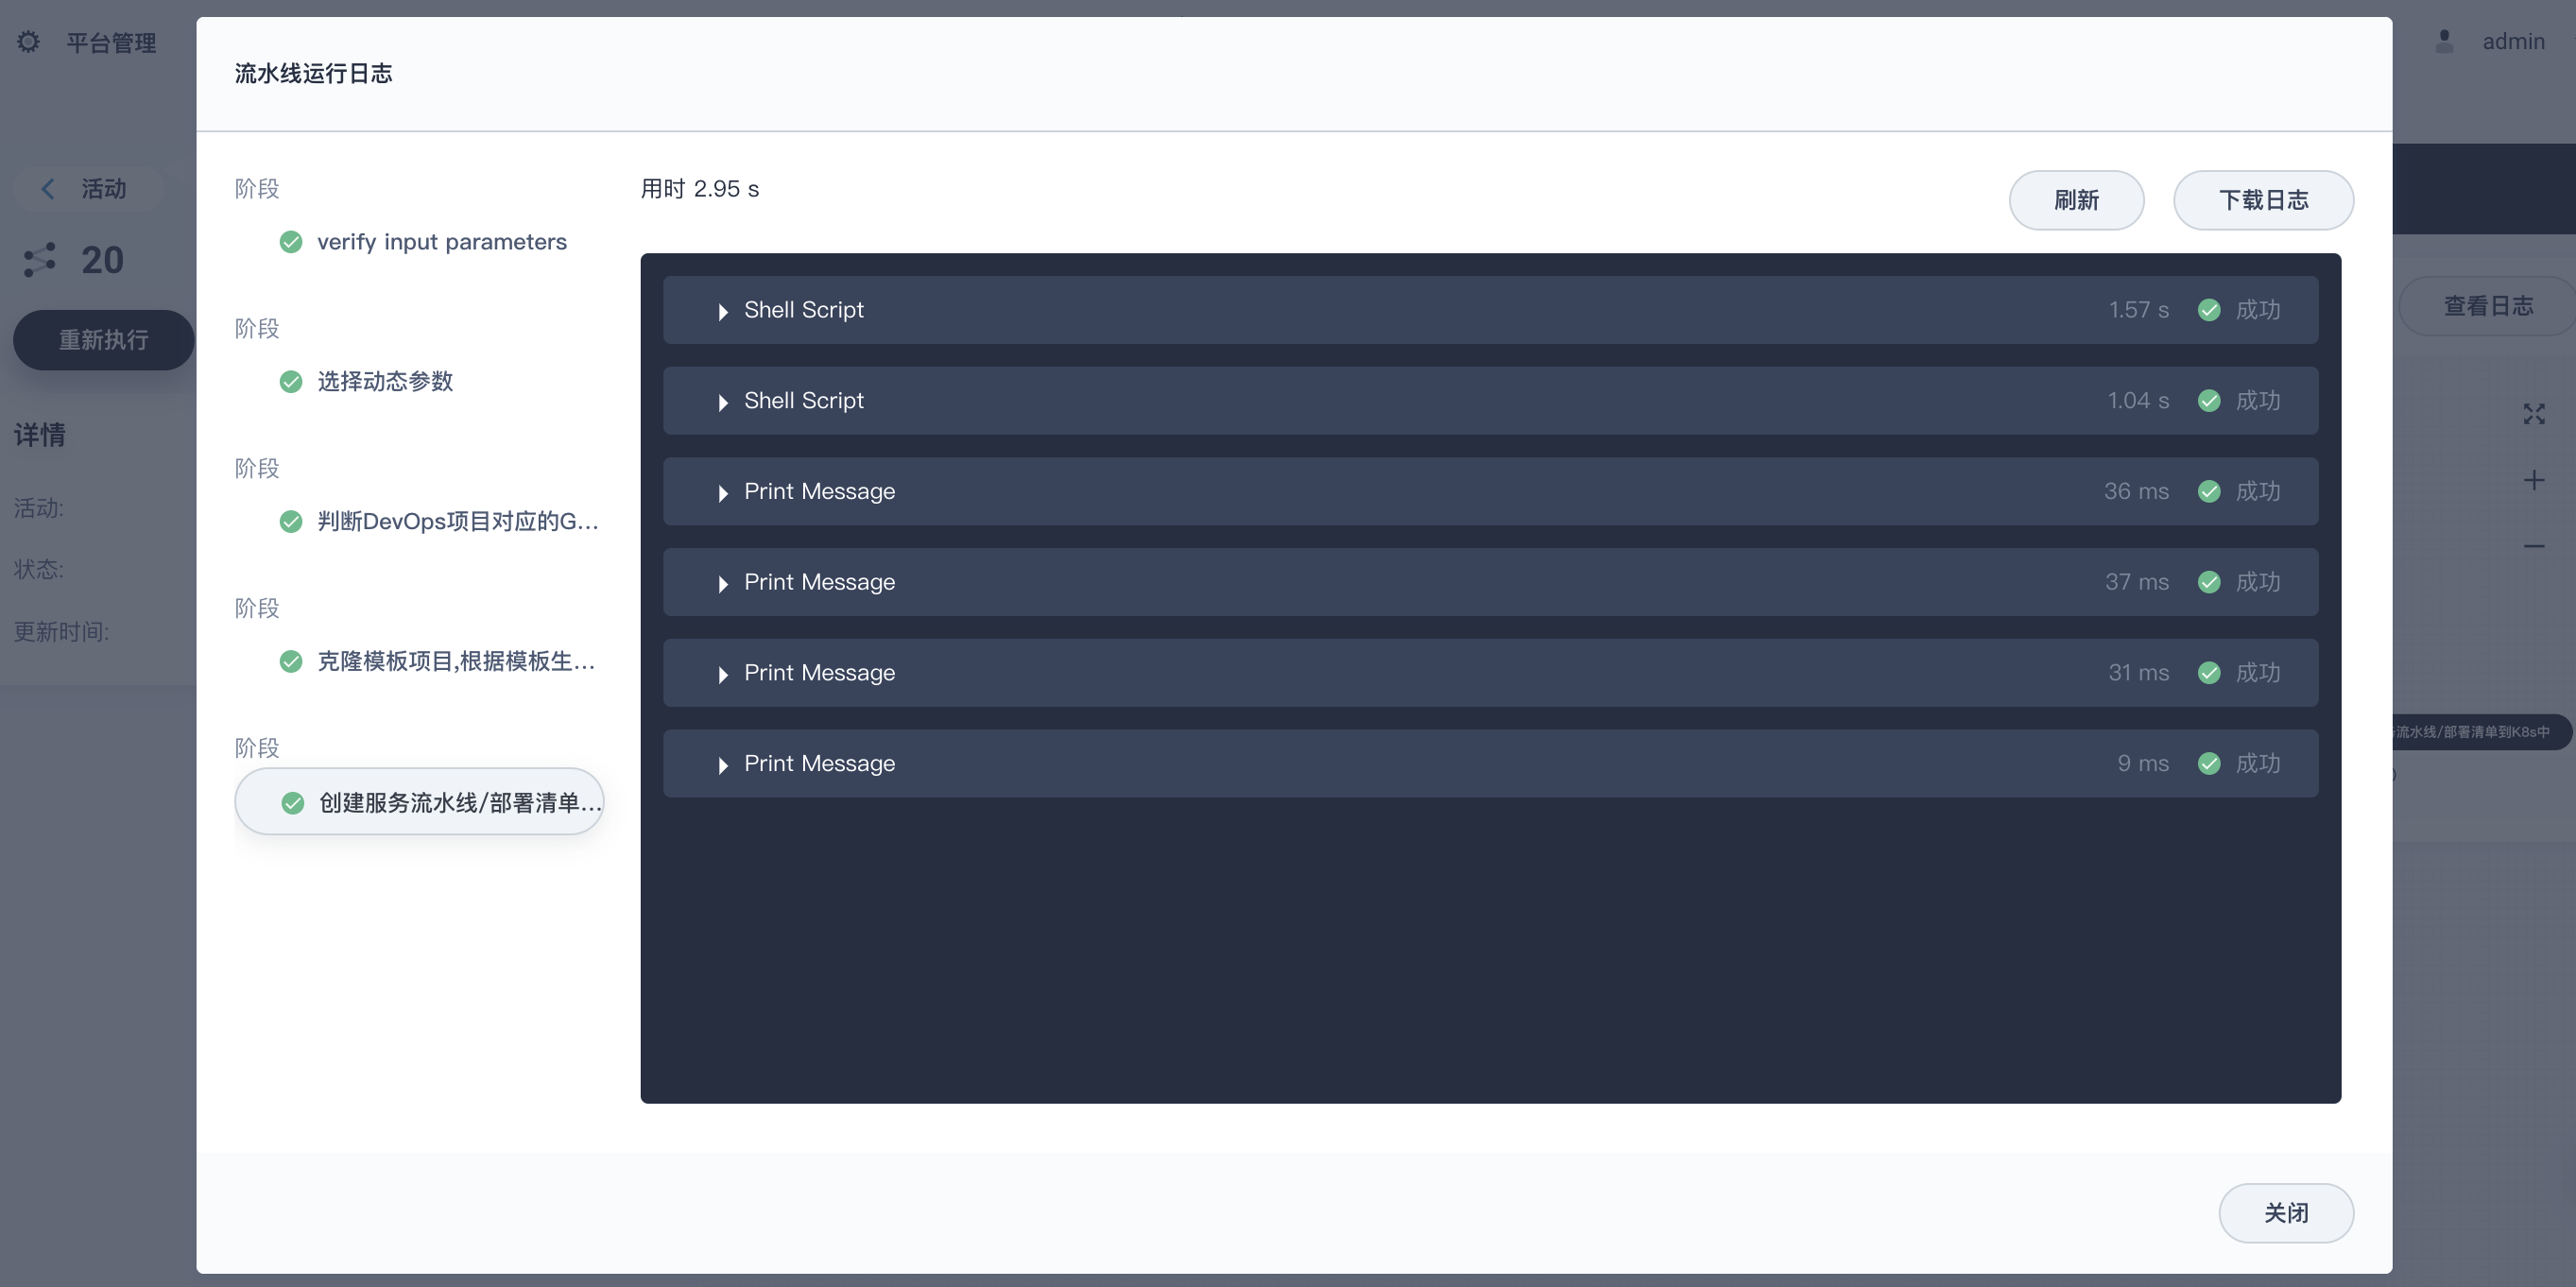 平台管理
admin
流水线运行日志
活动
20
重新执行
详情
活动:
状态:
更新时间:
阶段
verify input parameters
阶段
选择动态参数
阶段
判断DevOps项目对应的G...
阶段
克隆模板项目,根据模板生...
阶段
创建服务流水线/部署清单...
用时 2.95 s
刷新
下载日志
Shell Script 1.57 s 成功
Shell Script 1.04 s 成功
Print Message 36 ms 成功
Print Message 37 ms 成功
Print Message 31 ms 成功
Print Message 9 ms 成功
查看日志
流水线/部署清单到K8s中
关闭